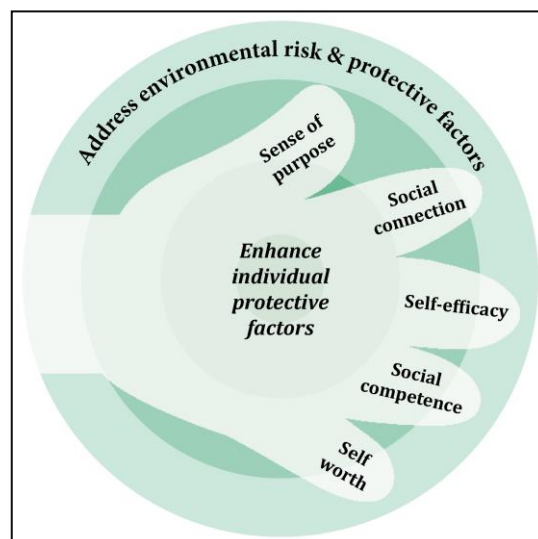 Address environmental risk & protective factors
Sense of
purpose
Social
connection
Enhance
individual
protective
factors
Self-efficacy
Social
competence
Self
worth